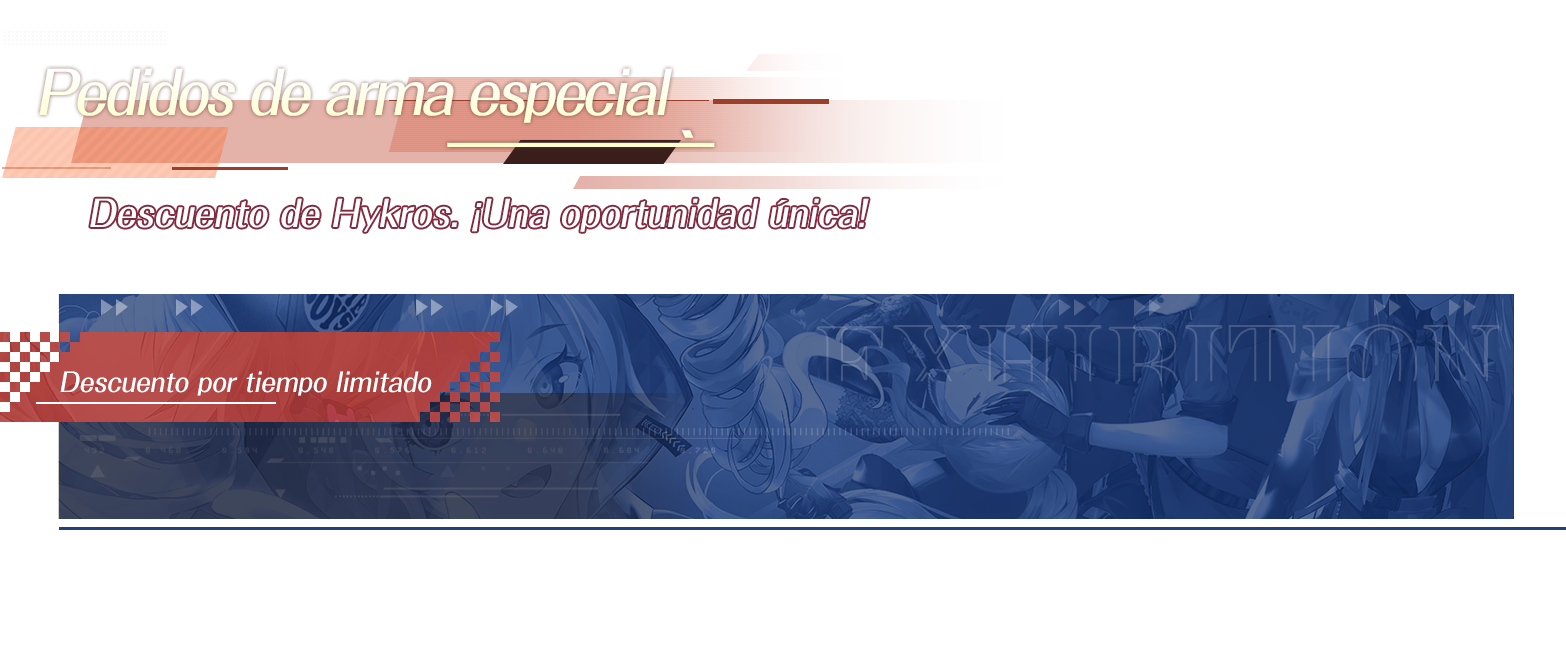 Pedidos de arma especial
Descuento de Hykros. ¡Una oportunidad única!
EXHIBITION
Descuento por tiempo limitado